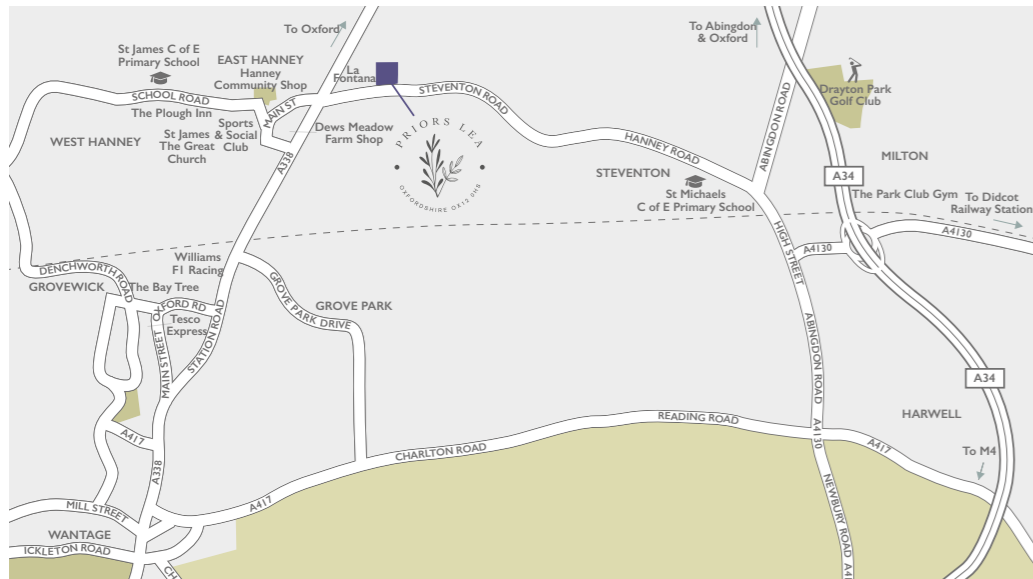 To Oxford
To Abingdon
& Oxford
St James C of E
Primary School
EAST HANNEY
Hanney
Community Shop
La
Fontana
Drayton Park
Golf Club
SCHOOL ROAD
MAIN ST
STEVENTON ROAD
ABINGDON ROAD
The Plough Inn
WEST HANNEY
St James
The Great
Church
Sports
& Social
Club
Dews Meadow
Farm Shop
A338
PRIORS LEA
OXFORDSHIRE OX12 0HS
HANNEY ROAD
STEVENTON
St Michaels
C of E Primary School
MILTON
A34
The Park Club Gym
To Didcot
Railway Station
A4130
A4130
HIGH STREET
Williams
F1 Racing
DENCHWORTH ROAD
GROVEWICK
The Bay Tree
OXFORD RD
Tesco
Express
MAIN STREET
STATION ROAD
GROVE PARK DRIVE
GROVE PARK
ABINGDON ROAD
A34
HARWELL
READING ROAD
A417
A4130
CHARLTON ROAD
A417
A338
To M4
A417
MILL STREET
WANTAGE
ICKLETON ROAD
NEWBURY ROAD